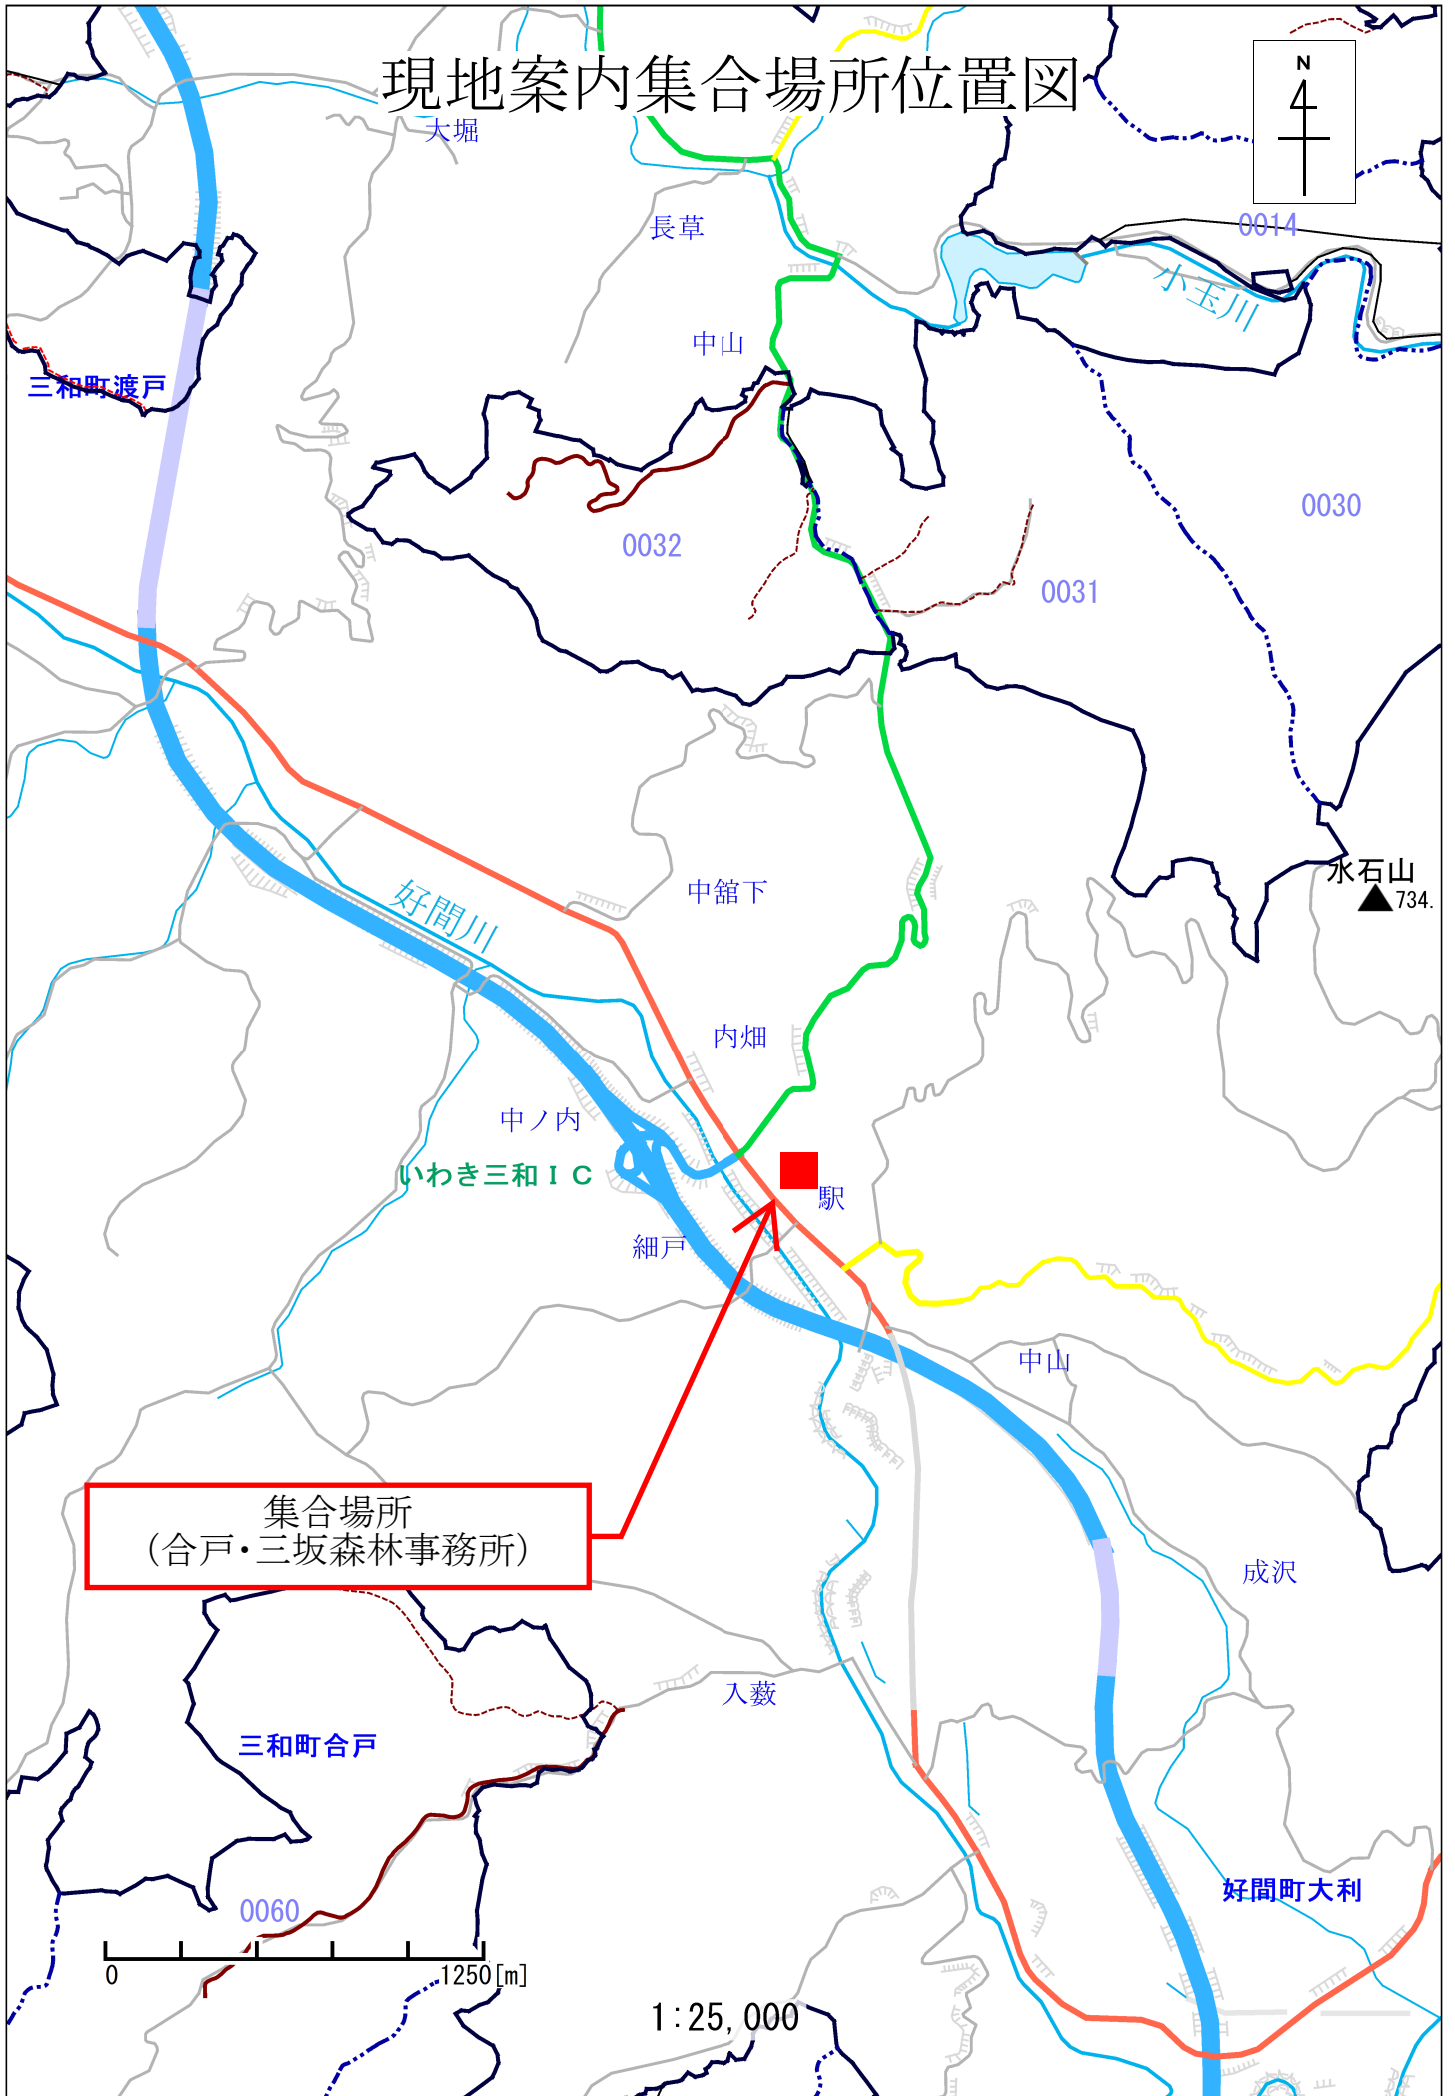 現地案内集合場所位置図
N
大堀
長草
0014
小玉川
中山
三和町渡戸
0032
0030
0031
水石山
734.
中舘下
好間川
内畑
中ノ内
いわき三和ＩＣ
駅
細戸
中山
集合場所
（合戸・三坂森林事務所）
成沢
入薮
三和町合戸
好間町大利
0060
0
1250[m]
1:25,000